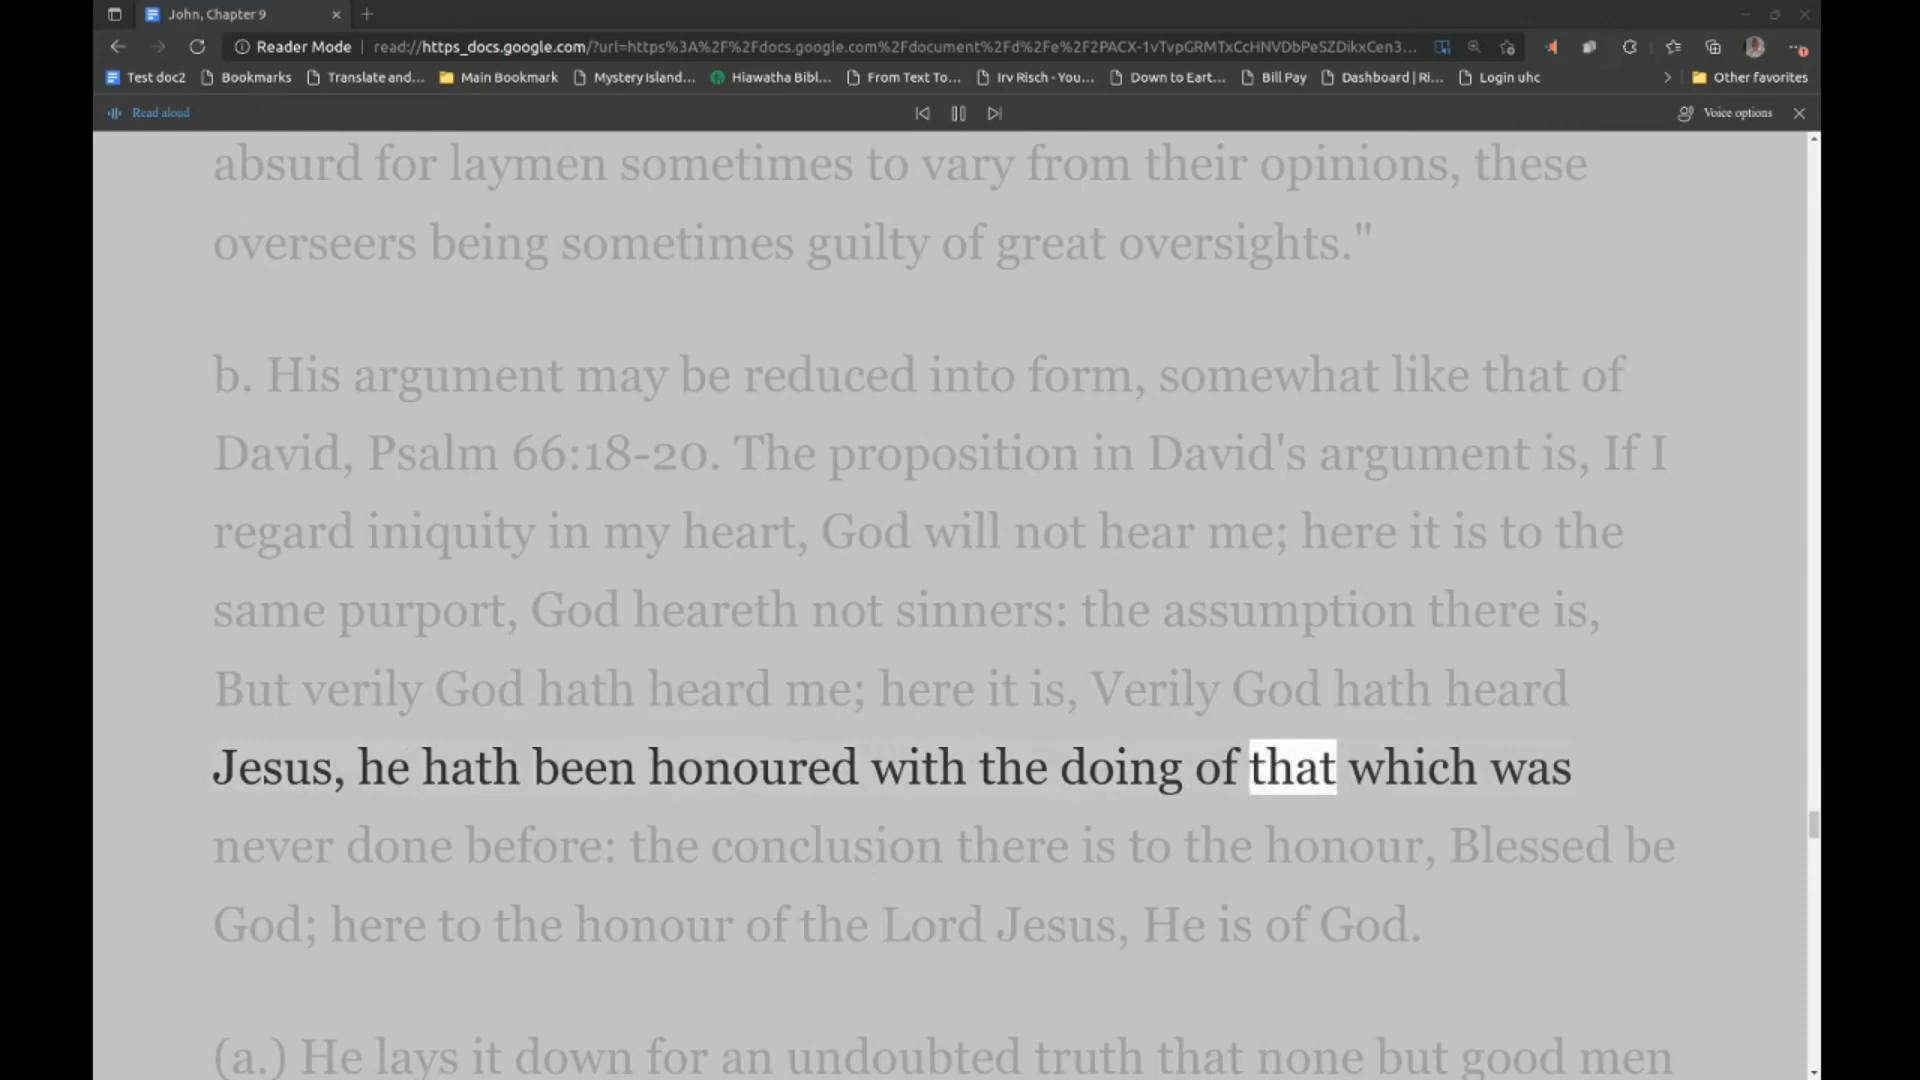 John, Chapter 9
Reader Mode | read://https_docs.google.com/?url=https%3A%2F%2Fdocs.google.com%2Fdocument%2Fd%2Fe%2F2PACX-1vTvpGRMTxCcHNVDbPeSZDikxCen3...
Test doc2 Bookmarks Translate and... Main Bookmark Mystery Island... Hiawatha Bibl... From Text To... Irv Risch - You... Down to Eart... Bill Pay Dashboard | Ri... Login uhc Other favorites
Read aloud Voice options
absurd for laymen sometimes to vary from their opinions, these
overseers being sometimes guilty of great oversights."
b. His argument may be reduced into form, somewhat like that of
David, Psalm 66:18-20. The proposition in David's argument is, If I
regard iniquity in my heart, God will not hear me; here it is to the
same purport, God heareth not sinners: the assumption there is,
But verily God hath heard me; here it is, Verily God hath heard
Jesus, he hath been honoured with the doing of that which was
never done before: the conclusion there is to the honour, Blessed be
God; here to the honour of the Lord Jesus, He is of God.
(a.) He lays it down for an undoubted truth that none but good men